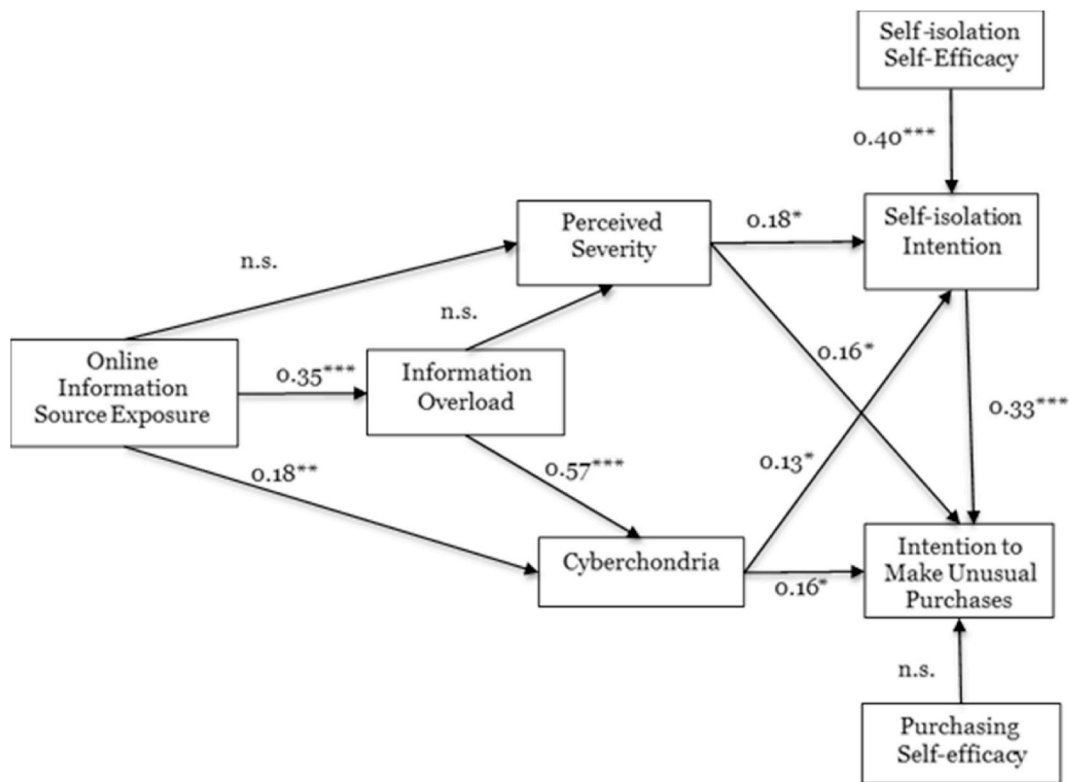 Self-isolation
Self-Efficacy
0.40***
Perceived
Severity
0.18*
Self-isolation
Intention
n.s.
n.s.
Online
Information
Source Exposure
0.35***
Information
Overload
0.16*
0.33***
0.18**
0.57***
0.13*
Cyberchondria
0.16*
Intention to
Make Unusual
Purchases
n.s.
Purchasing
Self-efficacy